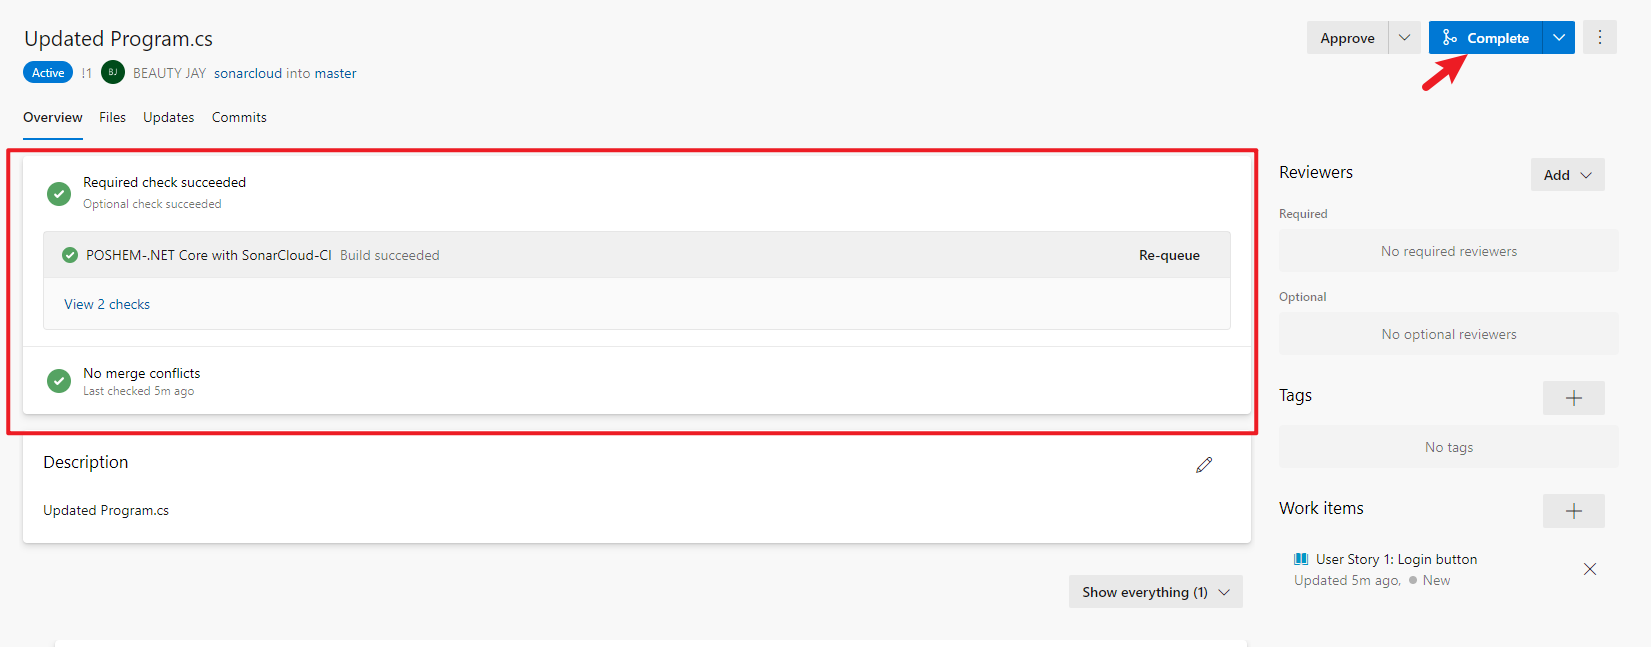 Updated Program.cs
Approve
Complete
Active !1 BJ BEAUTY JAY sonarcloud into master
Overview Files Updates Commits
Required check succeeded
Optional check succeeded
POSHEM-.NET Core with SonarCloud-CI Build succeeded Re-queue
View 2 checks
No merge conflicts
Last checked 5m ago
Description
Updated Program.cs
Show everything (1)
Reviewers
Add
Required
No required reviewers
Optional
No optional reviewers
Tags
No tags
Work items
User Story 1: Login button
Updated 5m ago, New